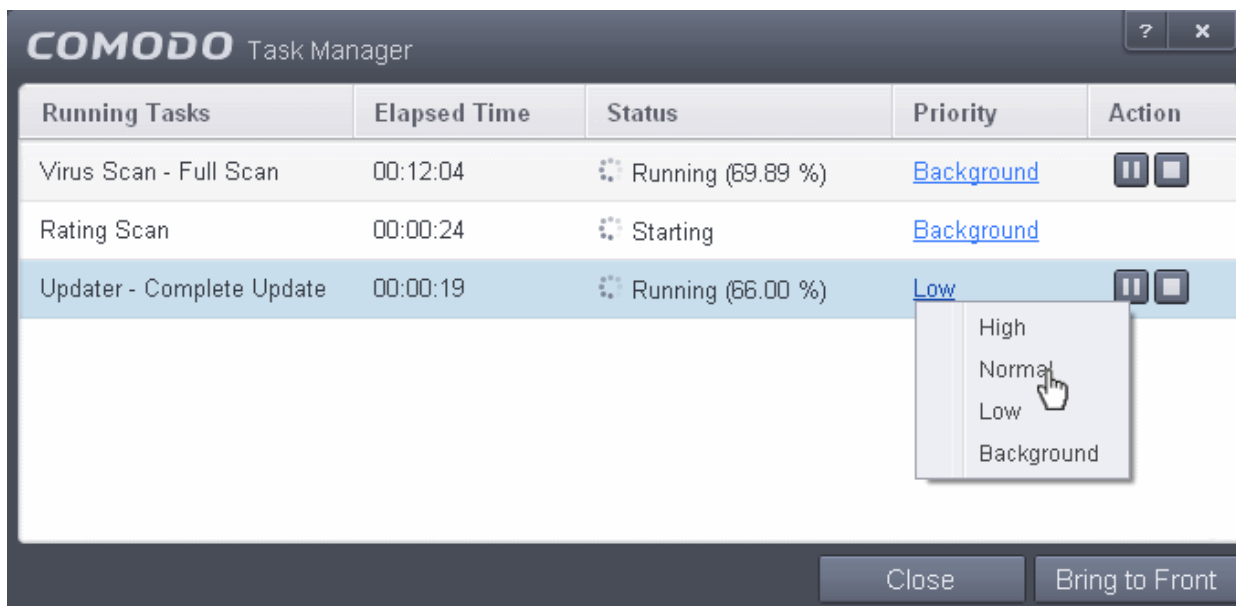 COMODO Task Manager ? x
Running Tasks Elapsed Time Status Priority Action
Virus Scan - Full Scan 00:12:04 Running (69.89 %) Background
Rating Scan 00:00:24 Starting Background
Updater - Complete Update 00:00:19 Running (66.00 %) Low
High
Normal
Low
Background
Close Bring to Front